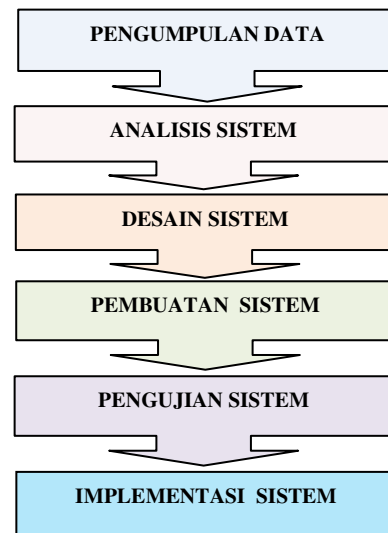 PENGUMPULAN DATA
ANALISIS SISTEM
DESAIN SISTEM
PEMBUATAN SISTEM
PENGUJIAN SISTEM
IMPLEMENTASI SISTEM